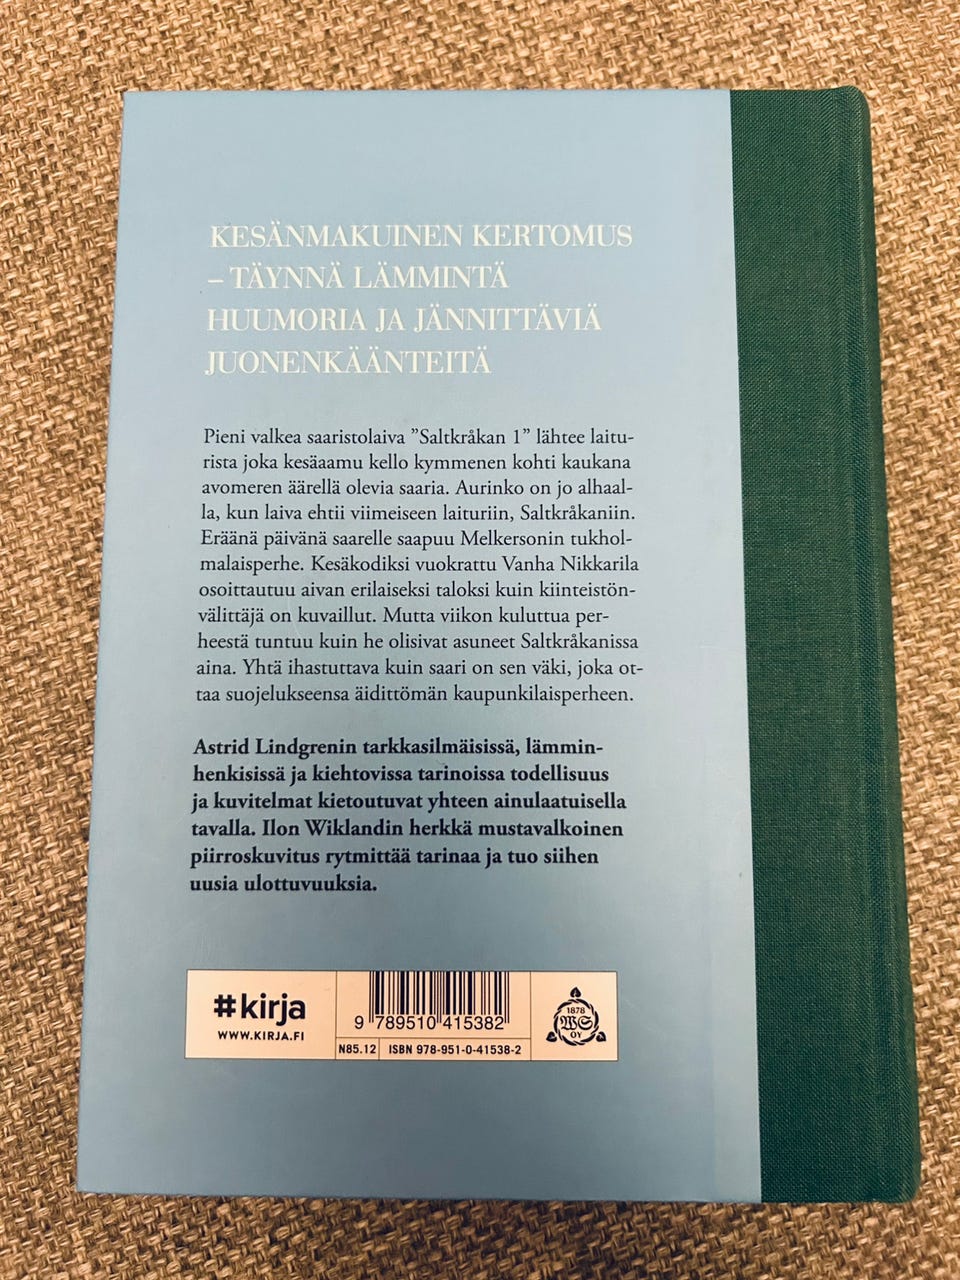 KESÄNMAKUINEN KERTOMUS
– TÄYNNÄ LÄMMINTÄ
HUUMORIA JA JÄNNITTÄVIÄ
JUONENKÄÄNTEITÄ
Pieni valkea saaristolaiva ”Saltkråkan 1” lähtee laitu-
rista joka kesäaamu kello kymmenen kohti kaukana
avomeren äärellä olevia saaria. Aurinko on jo alhaal-
la, kun laiva ehtii viimeiseen laituriin, Saltkråkaniin.
Eräänä päivänä saarelle saapuu Melkersonin tukhol-
malaisperhe. Kesäkodiksi vuokrattu Vanha Nikkarila
osoittautuu aivan erilaiseksi taloksi kuin kiinteistön-
välittäjä on kuvaillut. Mutta viikon kuluttua per-
heestä tuntuu kuin he olisivat asuneet Saltkråkanissa
aina. Yhtä ihastuttava kuin saari on sen väki, joka ot-
taa suojelukseensa äidittömän kaupunkilaisperheen.
Astrid Lindgrenin tarkkasilmäisissä, lämmin-
henkisissä ja kiehtovissa tarinoissa todellisuus
ja kuvitelmat kietoutuvat yhteen ainulaatuisella
tavalla. Ilon Wiklandin herkkä mustavalkoinen
piirroskuvitus rytmittää tarinaa ja tuo siihen
uusia ulottuvuuksia.
#kirja
WWW.KIRJA.FI
9 789510 415382
N85.12 ISBN 978-951-0-41538-2
1878
WS
OY